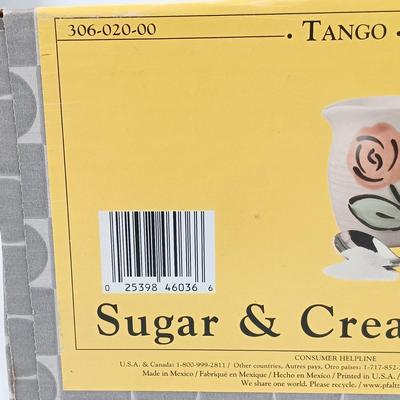 306-020-00
· TANGO ·
0 25398 46036 6
Sugar & Crea
CONSUMER HELPLINE
U.S.A. & Canada: 1-800-999-2811 / Other countries, Autres pays, Otro paises: 1-717-852-
Made in Mexico / Fabriqué en Mexique / Hecho en Mexico / Printed in U.S.A. /
We share one world. Please recycle. / www.pfaltz